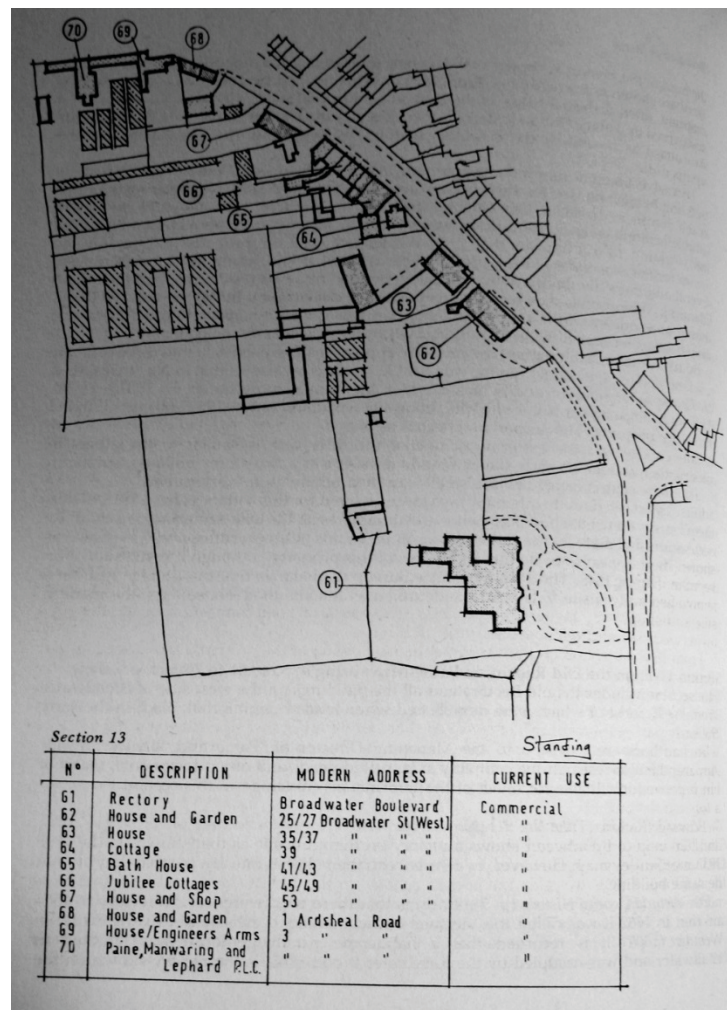 70 69 68
67
66
65 64
63
62
61
Section 13 Standing
Nº DESCRIPTION MODERN ADDRESS CURRENT USE
61 Rectory Broadwater Boulevard Commercial
62 House and Garden 25/27 Broadwater St[West] "
63 House 35/37 " " " "
64 Cottage 39 " " " "
65 Bath House 41/43 " " " "
66 Jubilee Cottages 45/49 " " " "
67 House and Shop 53 " " " "
68 House and Garden 1 Ardsheal Road "
69 House/Engineers Arms 3 " " "
70 Paine,Manwaring and " " " "
Lephard P.L.C.